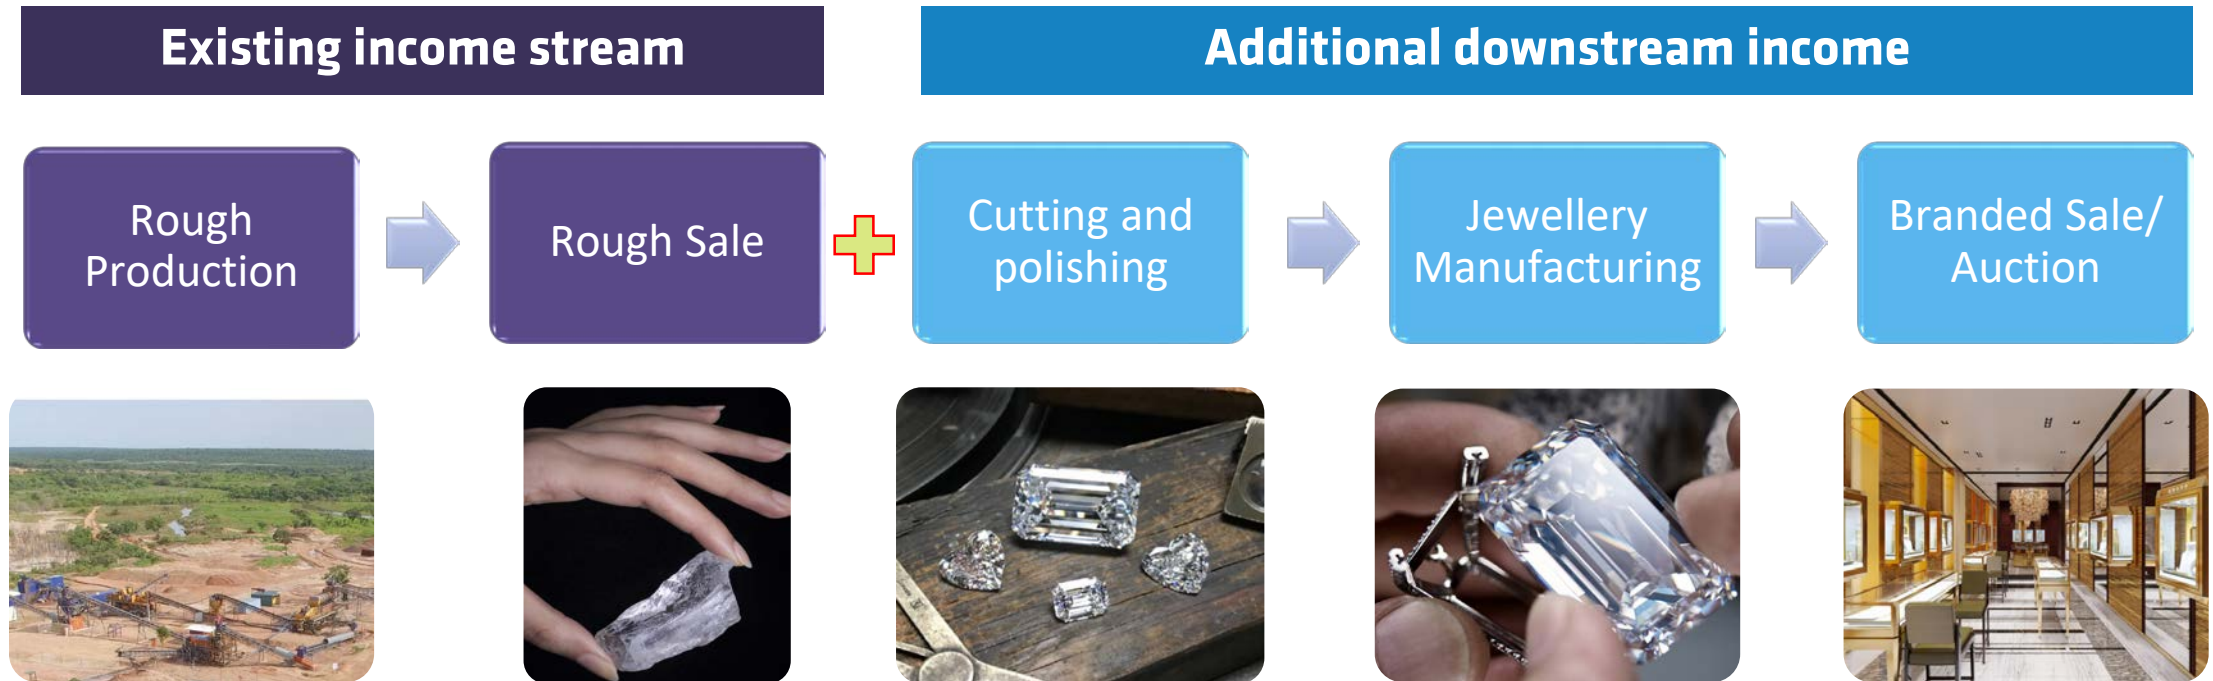 Existing income stream
Additional downstream income
Rough
Production
Rough Sale
Cutting and
polishing
Jewellery
Manufacturing
Branded Sale/
Auction